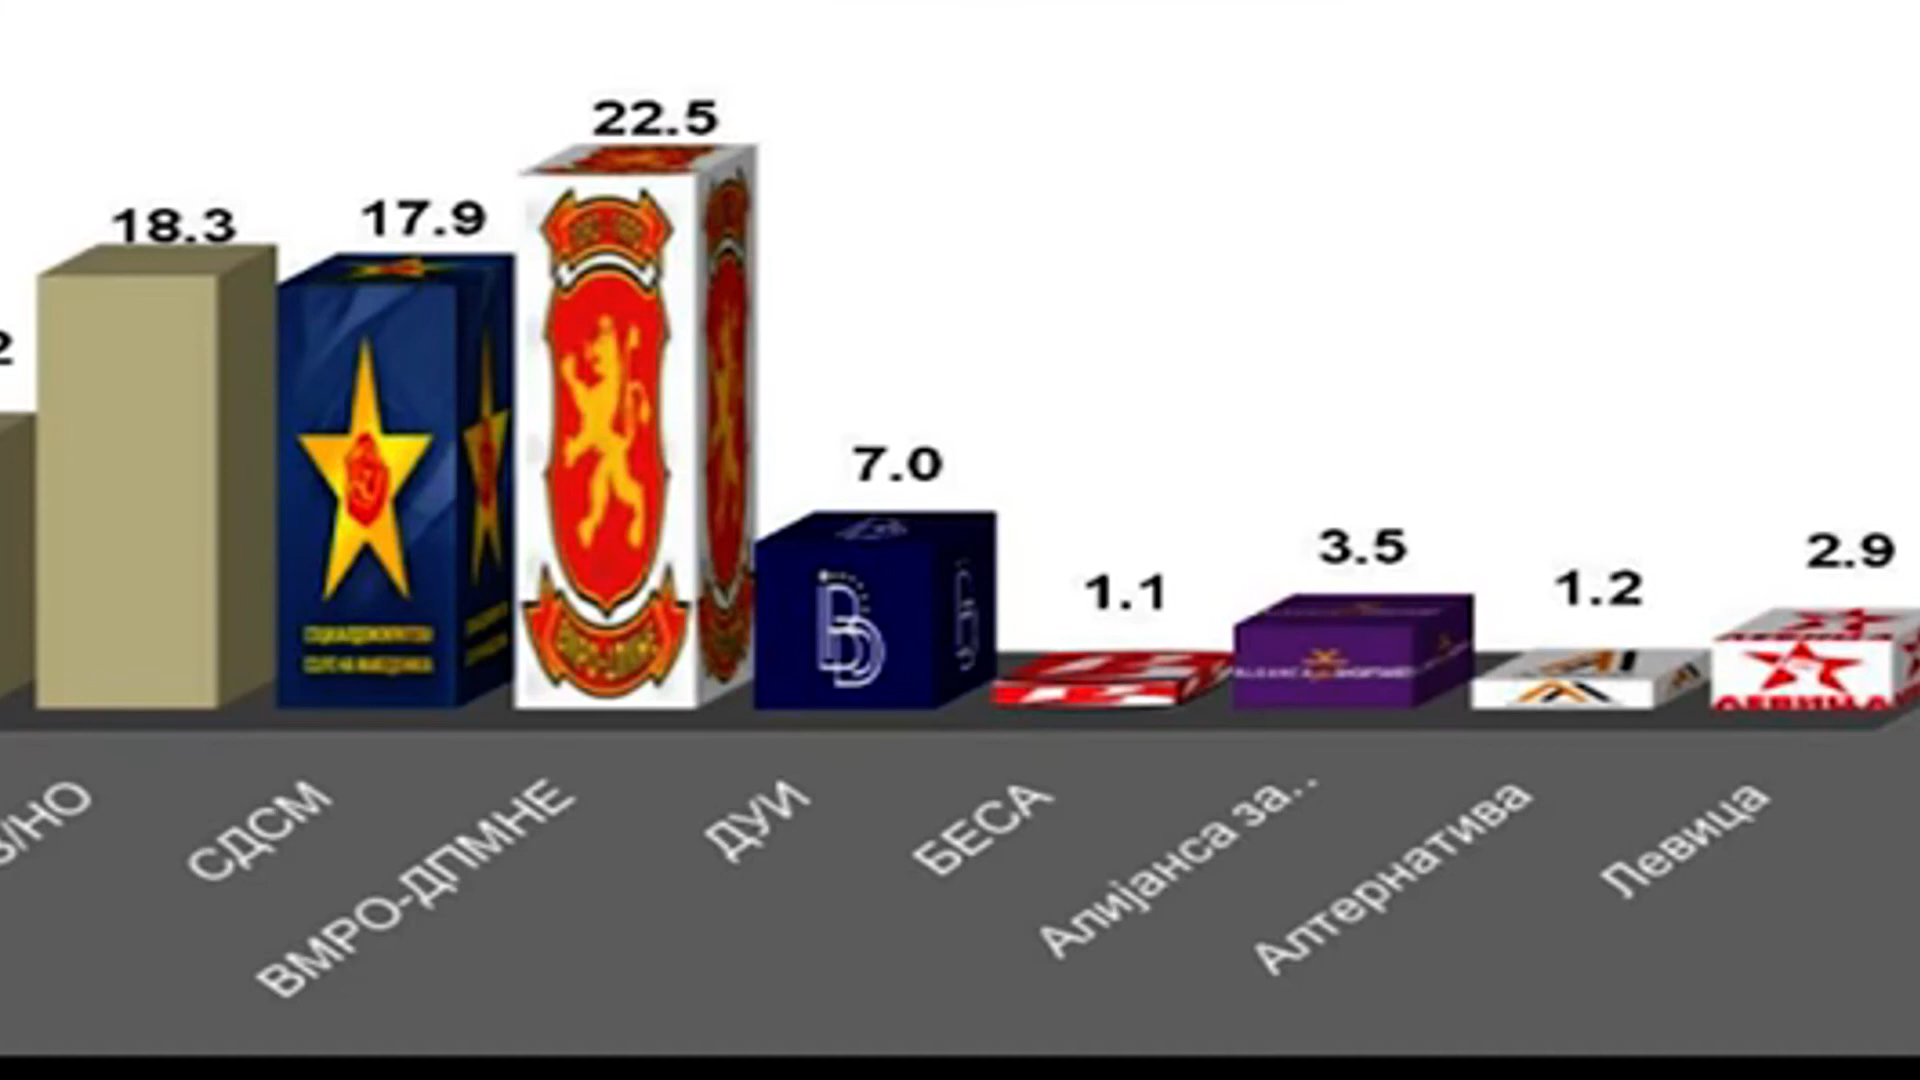 22.5
18.3
17.9
7.0
3.5
1.1
1.2
2.9
З/НО
СДСМ
ВМРО-ДПМНЕ
ДУИ
БЕСА
Алијанса за..
Алтернатива
Левица